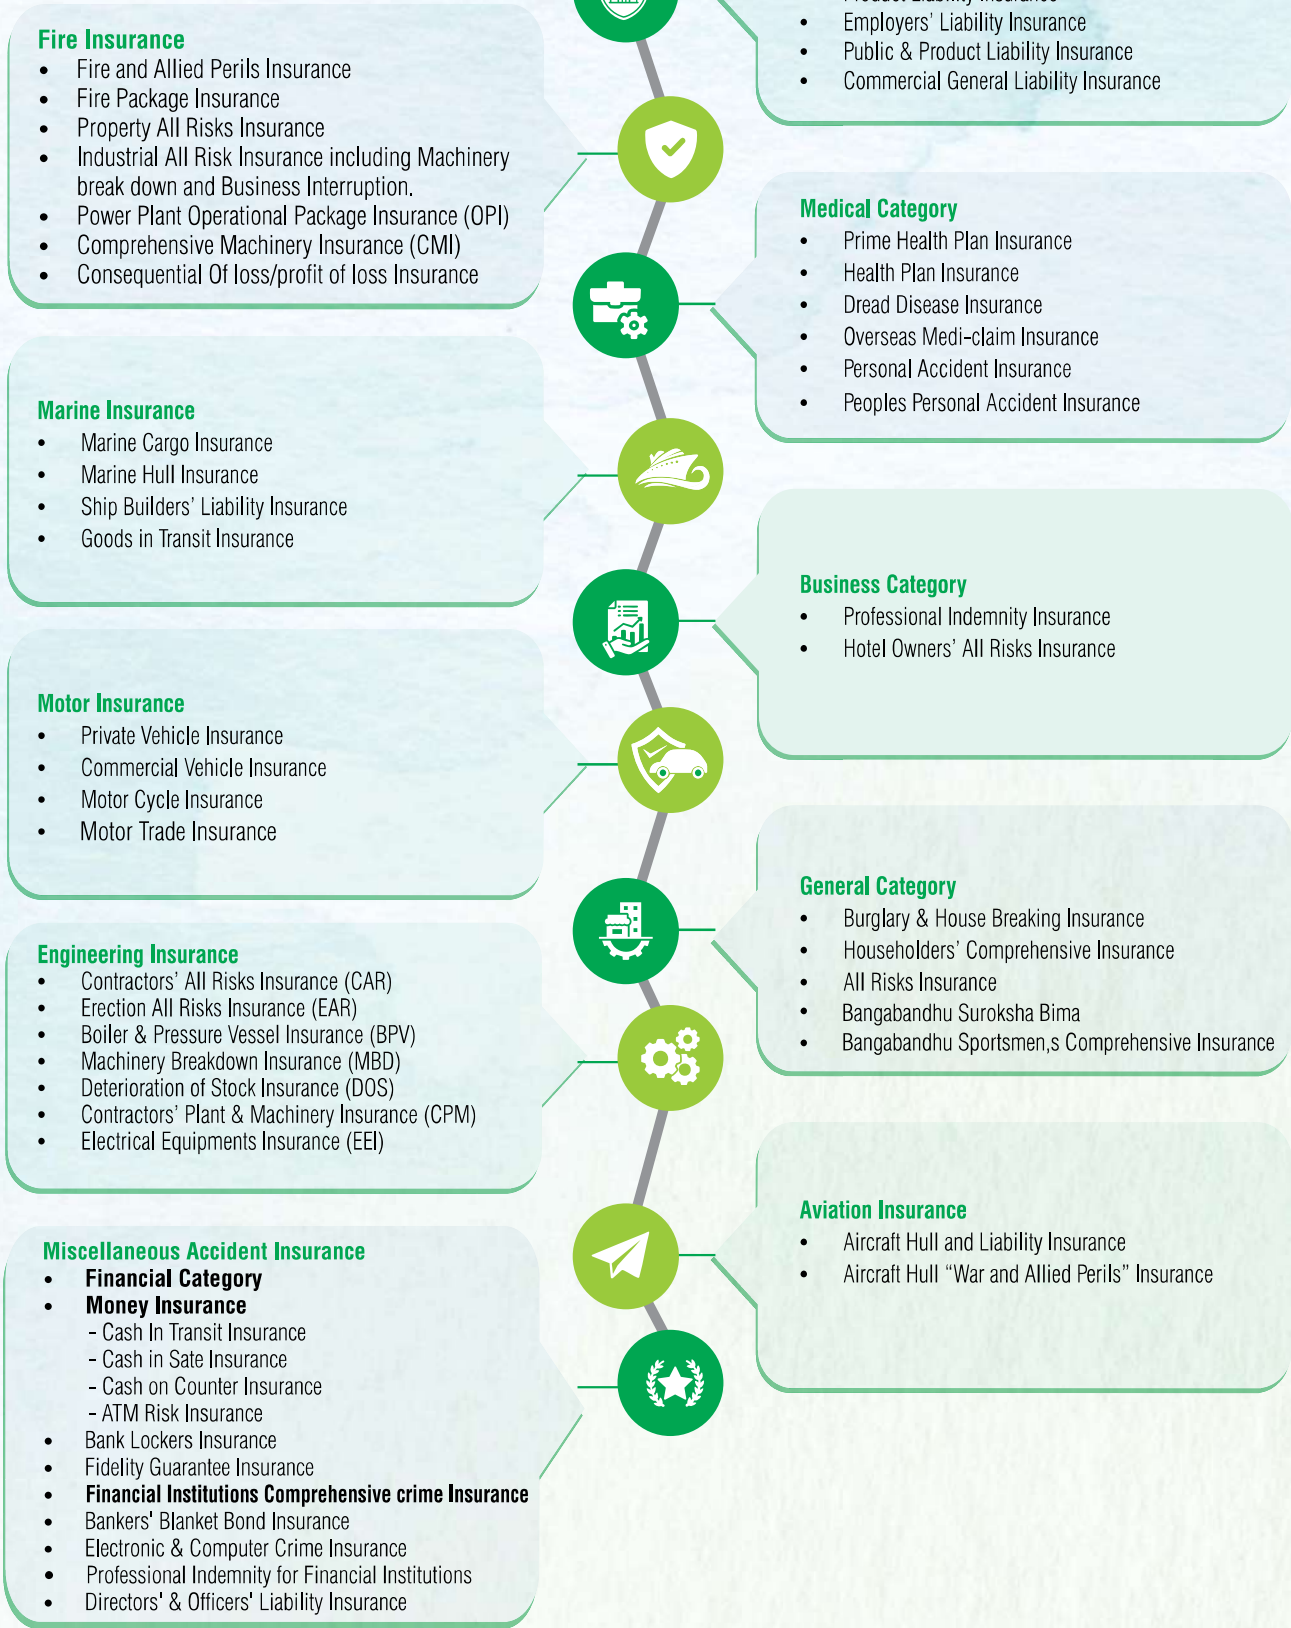 Fire Insurance
• Fire and Allied Perils Insurance
• Fire Package Insurance
• Property All Risks Insurance
• Industrial All Risk Insurance including Machinery
break down and Business Interruption.
• Power Plant Operational Package Insurance (OPI)
• Comprehensive Machinery Insurance (CMI)
• Consequential Of loss/profit of loss Insurance
Marine Insurance
• Marine Cargo Insurance
• Marine Hull Insurance
• Ship Builders’ Liability Insurance
• Goods in Transit Insurance
Motor Insurance
• Private Vehicle Insurance
• Commercial Vehicle Insurance
• Motor Cycle Insurance
• Motor Trade Insurance
Engineering Insurance
• Contractors’ All Risks Insurance (CAR)
• Erection All Risks Insurance (EAR)
• Boiler & Pressure Vessel Insurance (BPV)
• Machinery Breakdown Insurance (MBD)
• Deterioration of Stock Insurance (DOS)
• Contractors’ Plant & Machinery Insurance (CPM)
• Electrical Equipments Insurance (EEI)
Miscellaneous Accident Insurance
• Financial Category
• Money Insurance
- Cash In Transit Insurance
- Cash in Sate Insurance
- Cash on Counter Insurance
- ATM Risk Insurance
• Bank Lockers Insurance
• Fidelity Guarantee Insurance
• Financial Institutions Comprehensive crime Insurance
• Bankers' Blanket Bond Insurance
• Electronic & Computer Crime Insurance
• Professional Indemnity for Financial Institutions
• Directors' & Officers' Liability Insurance
Product Liability Insurance
• Employers’ Liability Insurance
• Public & Product Liability Insurance
• Commercial General Liability Insurance
Medical Category
• Prime Health Plan Insurance
• Health Plan Insurance
• Dread Disease Insurance
• Overseas Medi-claim Insurance
• Personal Accident Insurance
• Peoples Personal Accident Insurance
Business Category
• Professional Indemnity Insurance
• Hotel Owners’ All Risks Insurance
General Category
• Burglary & House Breaking Insurance
• Householders’ Comprehensive Insurance
• All Risks Insurance
• Bangabandhu Suroksha Bima
• Bangabandhu Sportsmen,s Comprehensive Insurance
Aviation Insurance
• Aircraft Hull and Liability Insurance
• Aircraft Hull “War and Allied Perils” Insurance